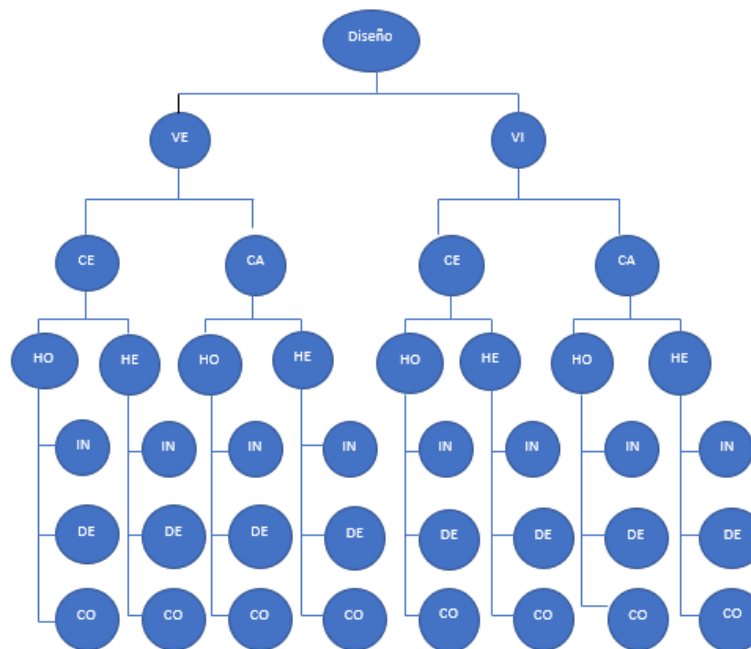 Diseño
VE VI
CE CA CE CA
HO HE HO HE HO HE HO HE
IN IN IN IN IN IN IN IN
DE DE DE DE DE DE DE DE
CO CO CO CO CO CO CO CO